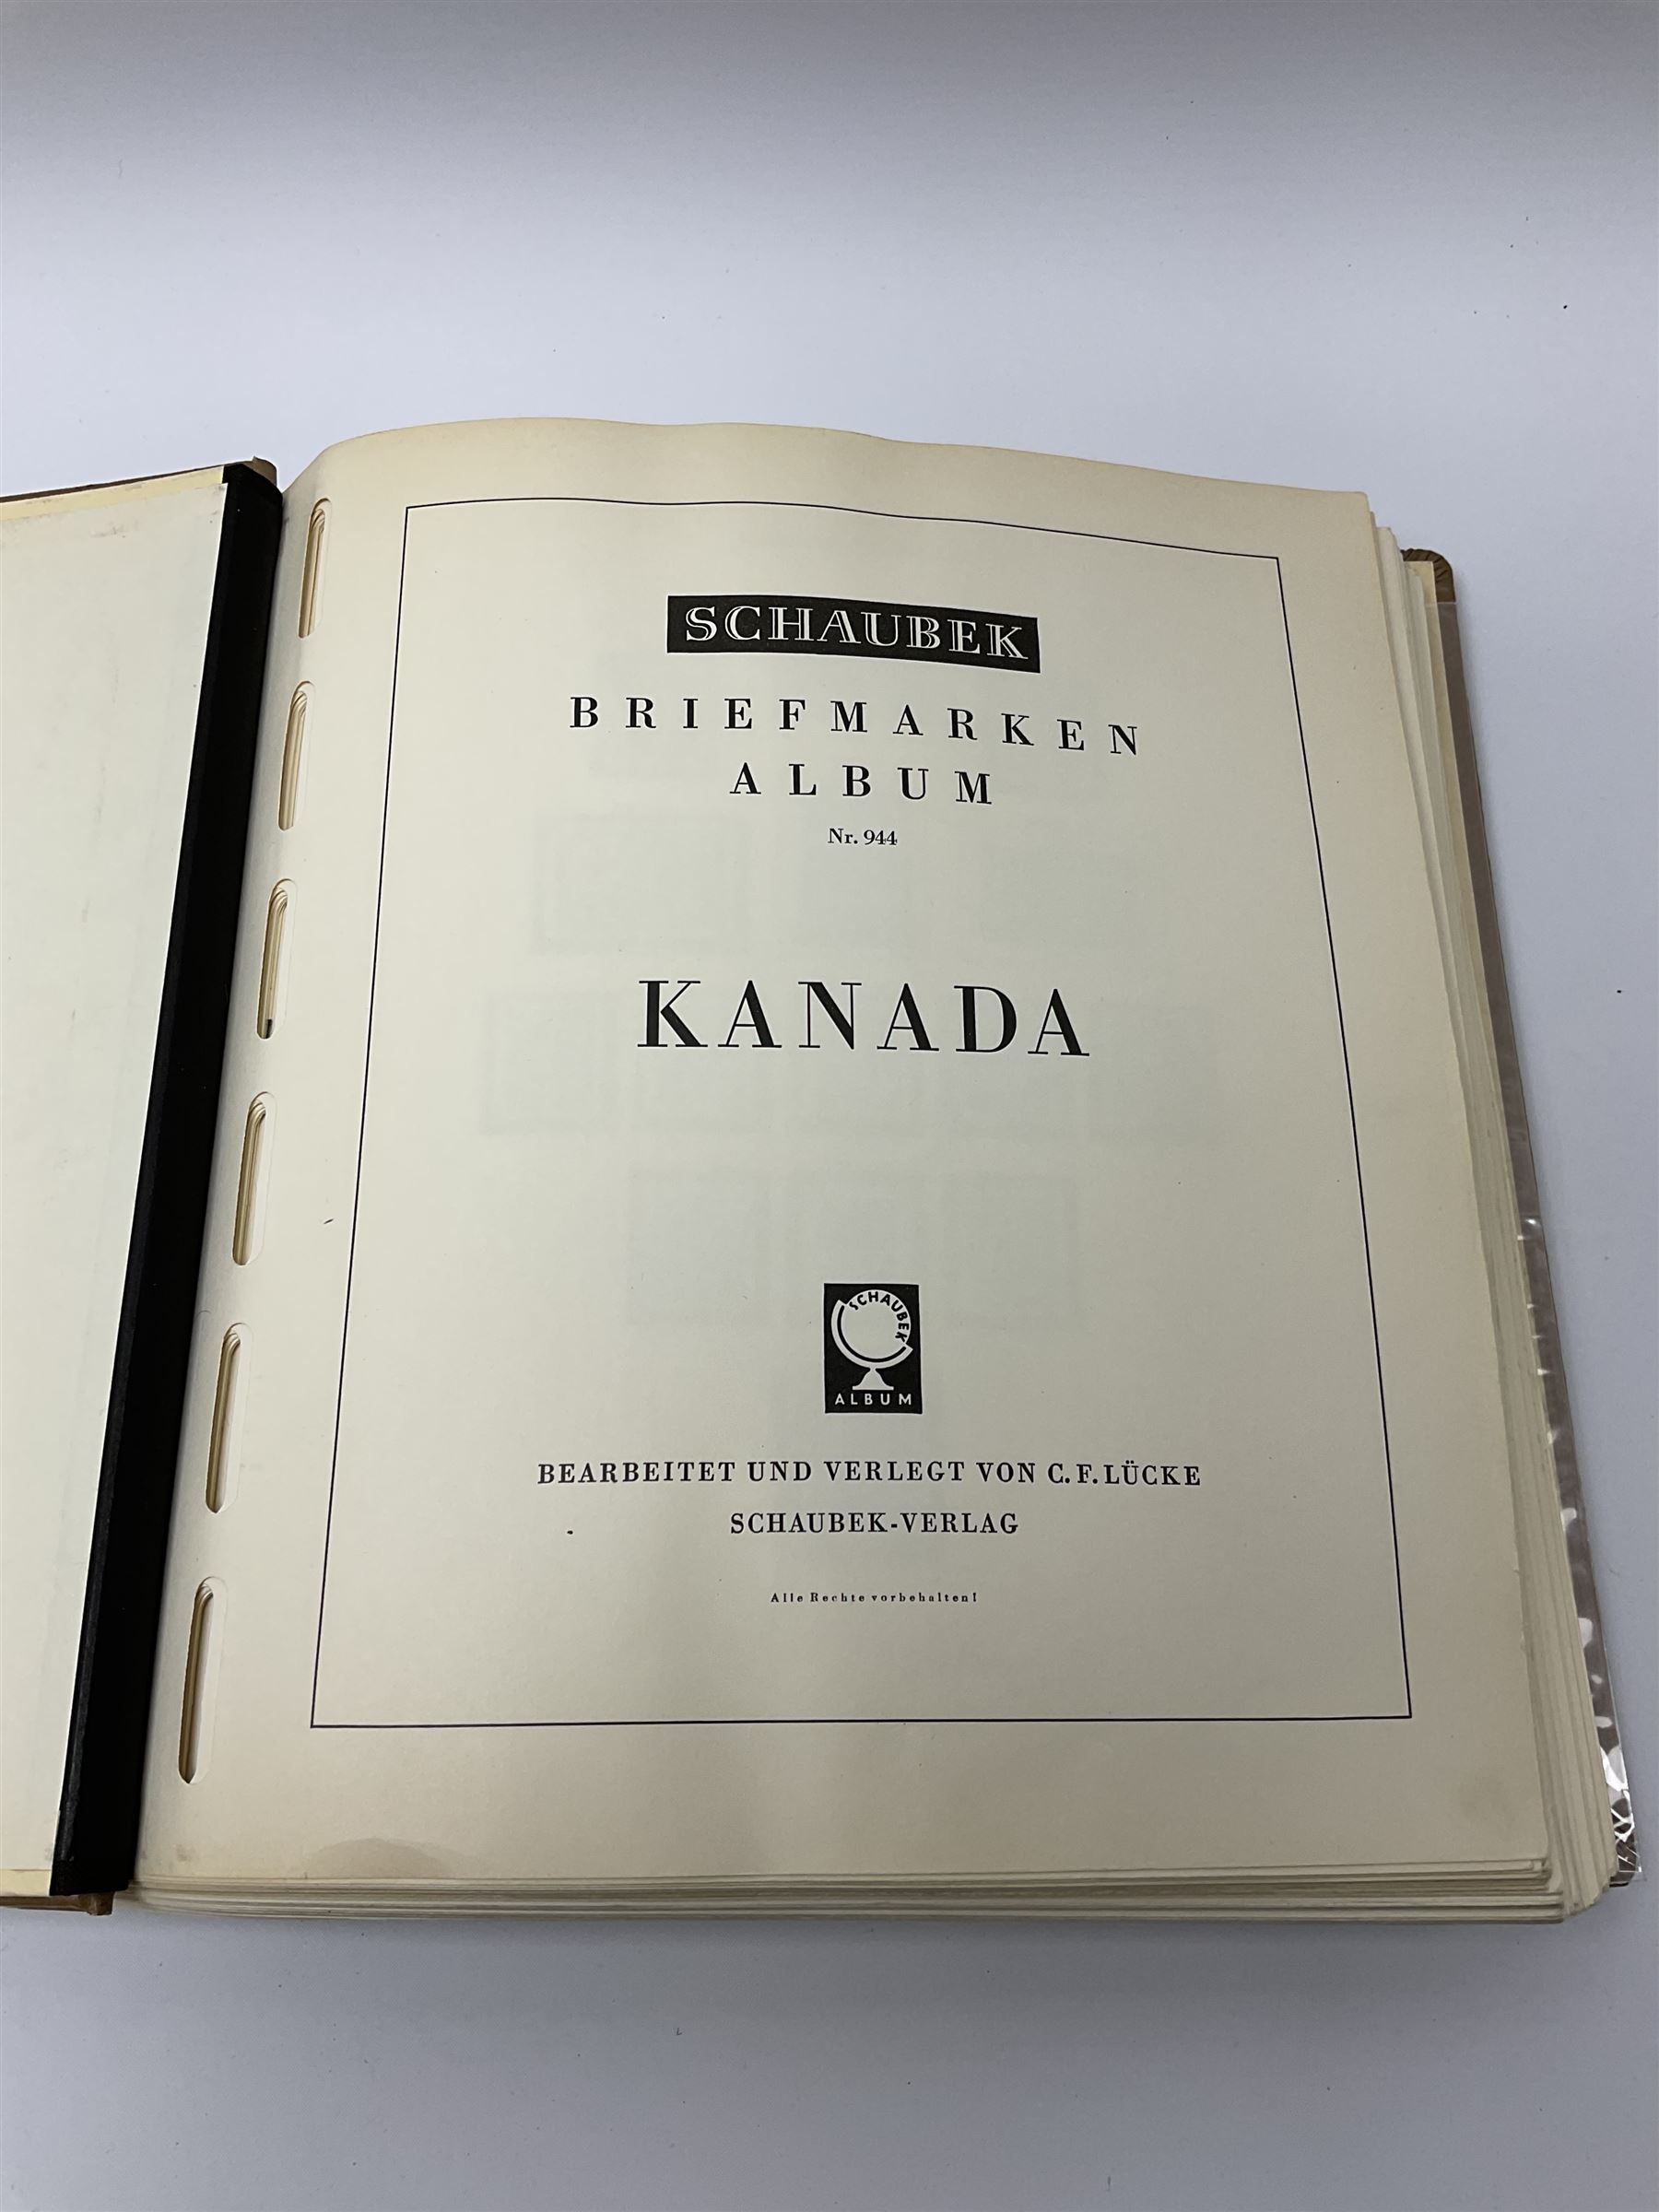 SCHAUBEK
BRIEFMARKEN
ALBUM
Nr. 944
KANADA
SCHAUBEK
ALBUM
BEARBEITET UND VERLEGT VON C. F. LÜCKE
SCHAUBEK-VERLAG
Alle Rechte vorbehalten!